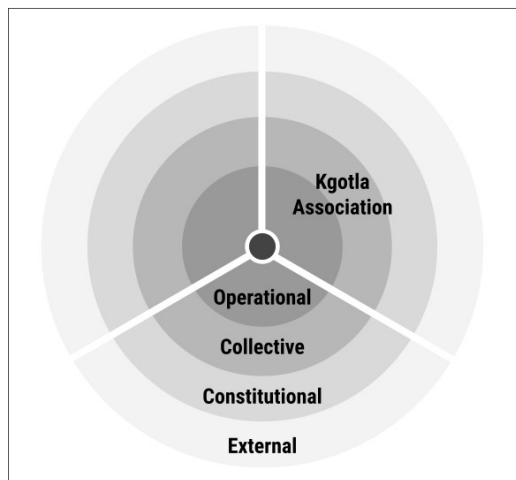 Kgotla
Association
Operational
Collective
Constitutional
External